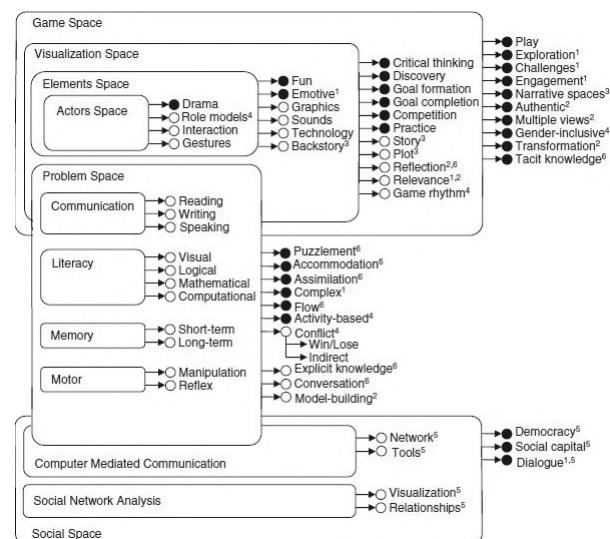 Game Space
Visualization Space
Elements Space
Actors Space
Drama
Role models⁴
Interaction
Gestures
Fun
Emotive¹
Graphics
Sounds
Technology
Backstory³
Critical thinking
Discovery
Goal formation
Goal completion
Competition
Practice
Story³
Plot³
Reflection²,⁶
Relevance¹,²
Game rhythm⁴
Play
Exploration¹
Challenges¹
Engagement¹
Narrative spaces³
Authentic²
Multiple views²
Gender-inclusive⁴
Transformation²
Tacit knowledge⁶
Problem Space
Communication
Reading
Writing
Speaking
Literacy
Visual
Logical
Mathematical
Computational
Memory
Short-term
Long-term
Motor
Manipulation
Reflex
Puzzlement⁶
Accommodation⁶
Assimilation⁶
Complex¹
Flow⁶
Activity-based⁴
Conflict⁴
Win/Lose
Indirect
Explicit knowledge⁶
Conversation⁶
Model-building²
Computer Mediated Communication
Network⁵
Tools⁵
Social Network Analysis
Visualization⁵
Relationships⁵
Democracy⁵
Social capital⁵
Dialogue¹,⁵
Social Space